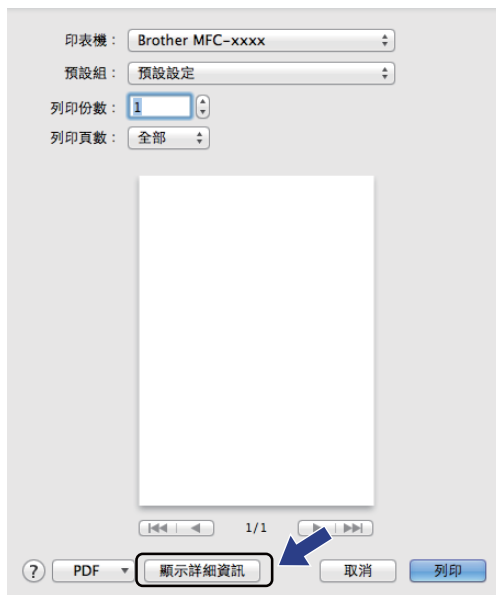 印表機： Brother MFC-xxxx
預設組： 預設設定
列印份數： 1
列印頁數： 全部
1/1
? PDF 顯示詳細資訊 取消 列印